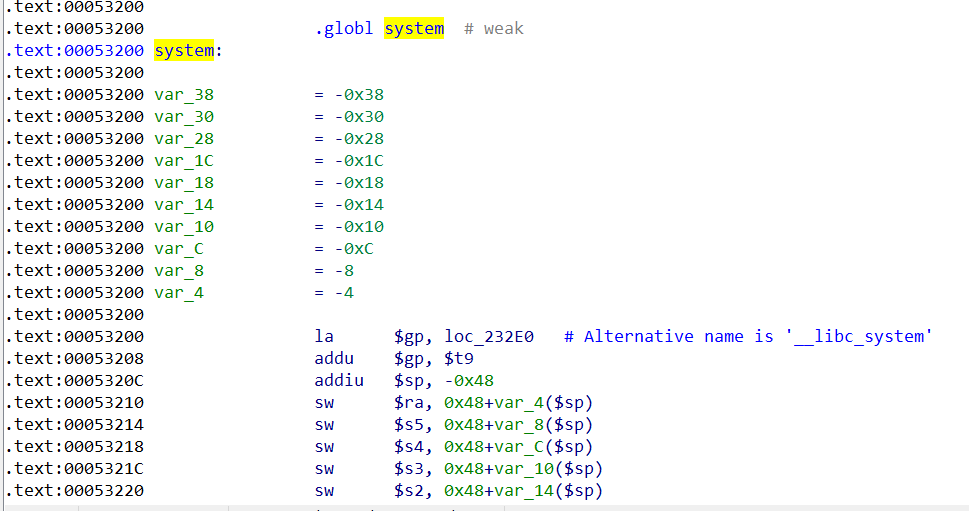 .text:00053200
.text:00053200 .globl system # weak
.text:00053200 system:
.text:00053200
.text:00053200 var_38 = -0x38
.text:00053200 var_30 = -0x30
.text:00053200 var_28 = -0x28
.text:00053200 var_1C = -0x1C
.text:00053200 var_18 = -0x18
.text:00053200 var_14 = -0x14
.text:00053200 var_10 = -0x10
.text:00053200 var_C = -0xC
.text:00053200 var_8 = -8
.text:00053200 var_4 = -4
.text:00053200
.text:00053200 la $gp, loc_232E0 # Alternative name is '__libc_system'
.text:00053208 addu $gp, $t9
.text:0005320C addiu $sp, -0x48
.text:00053210 sw $ra, 0x48+var_4($sp)
.text:00053214 sw $s5, 0x48+var_8($sp)
.text:00053218 sw $s4, 0x48+var_C($sp)
.text:0005321C sw $s3, 0x48+var_10($sp)
.text:00053220 sw $s2, 0x48+var_14($sp)